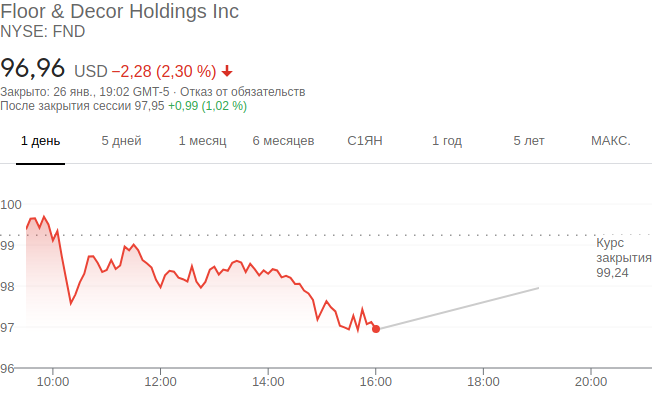 Floor & Decor Holdings Inc
NYSE: FND
96,96 USD −2,28 (2,30 %)
Закрыто: 26 янв., 19:02 GMT-5 · Отказ от обязательств
После закрытия сессии 97,95 +0,99 (1,02 %)
1 день 5 дней 1 месяц 6 месяцев С1ЯН 1 год 5 лет МАКС.
100
99
98
97
96
Курс
закрытия
99,24
10:00 12:00 14:00 16:00 18:00 20:00